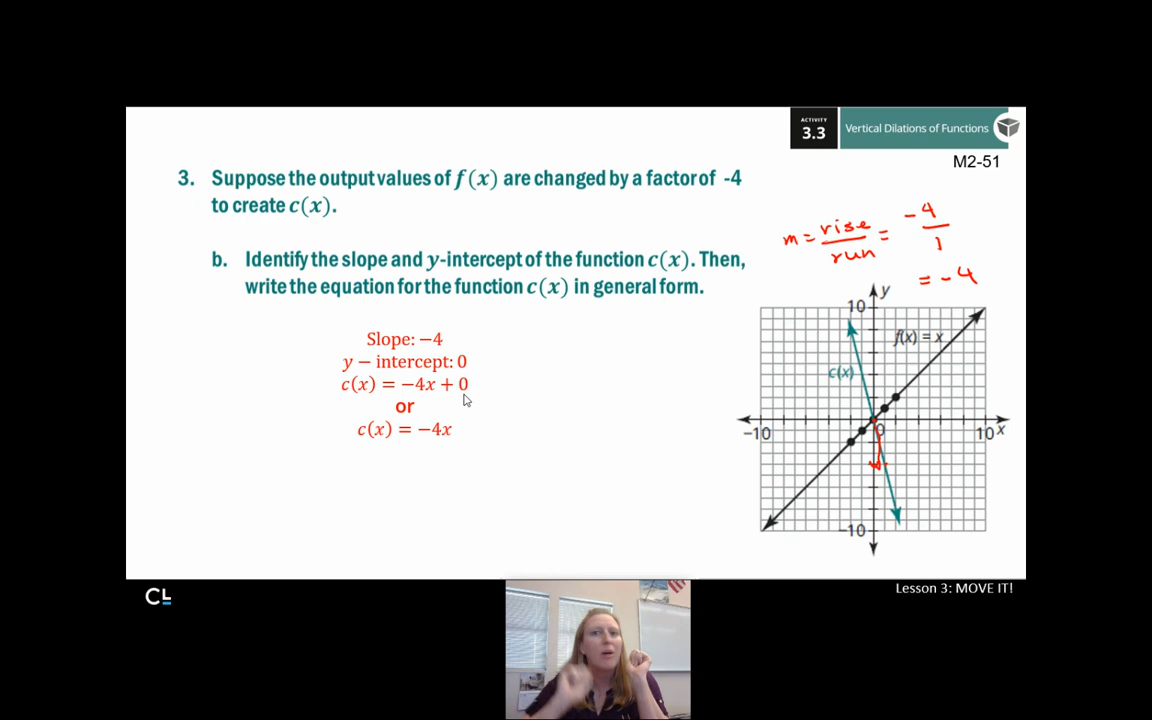 ACTIVITY
3.3
Vertical Dilations of Functions
M2-51
3. Suppose the output values of f(x) are changed by a factor of -4
to create c(x).
b. Identify the slope and y-intercept of the function c(x). Then,
write the equation for the function c(x) in general form.
m = rise/run = -4/1
= -4
Slope: −4
y − intercept: 0
c(x) = −4x + 0
or
c(x) = −4x
10 y
f(x) = x
c(x)
−10 0 10 x
−10
CL
Lesson 3: MOVE IT!